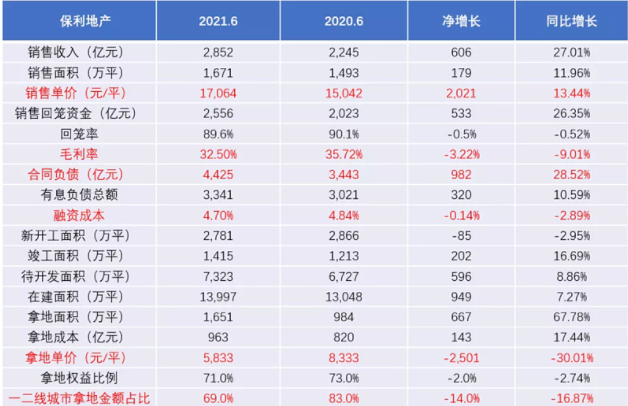 保利地产 2021.6 2020.6 净增长 同比增长
销售收入（亿元） 2,852 2,245 606 27.01%
销售面积（万平） 1,671 1,493 179 11.96%
销售单价（元/平） 17,064 15,042 2,021 13.44%
销售回笼资金（亿元） 2,556 2,023 533 26.35%
回笼率 89.6% 90.1% -0.5% -0.52%
毛利率 32.50% 35.72% -3.22% -9.01%
合同负债（亿元） 4,425 3,443 982 28.52%
有息负债总额 3,341 3,021 320 10.59%
融资成本 4.70% 4.84% -0.14% -2.89%
新开工面积（万平） 2,781 2,866 -85 -2.95%
竣工面积（万平） 1,415 1,213 202 16.69%
待开发面积（万平） 7,323 6,727 596 8.86%
在建面积（万平） 13,997 13,048 949 7.27%
拿地面积（万平） 1,651 984 667 67.78%
拿地成本（亿元） 963 820 143 17.44%
拿地单价（元/平） 5,833 8,333 -2,501 -30.01%
拿地权益比例 71.0% 73.0% -2.0% -2.74%
一二线城市拿地金额占比 69.0% 83.0% -14.0% -16.87%